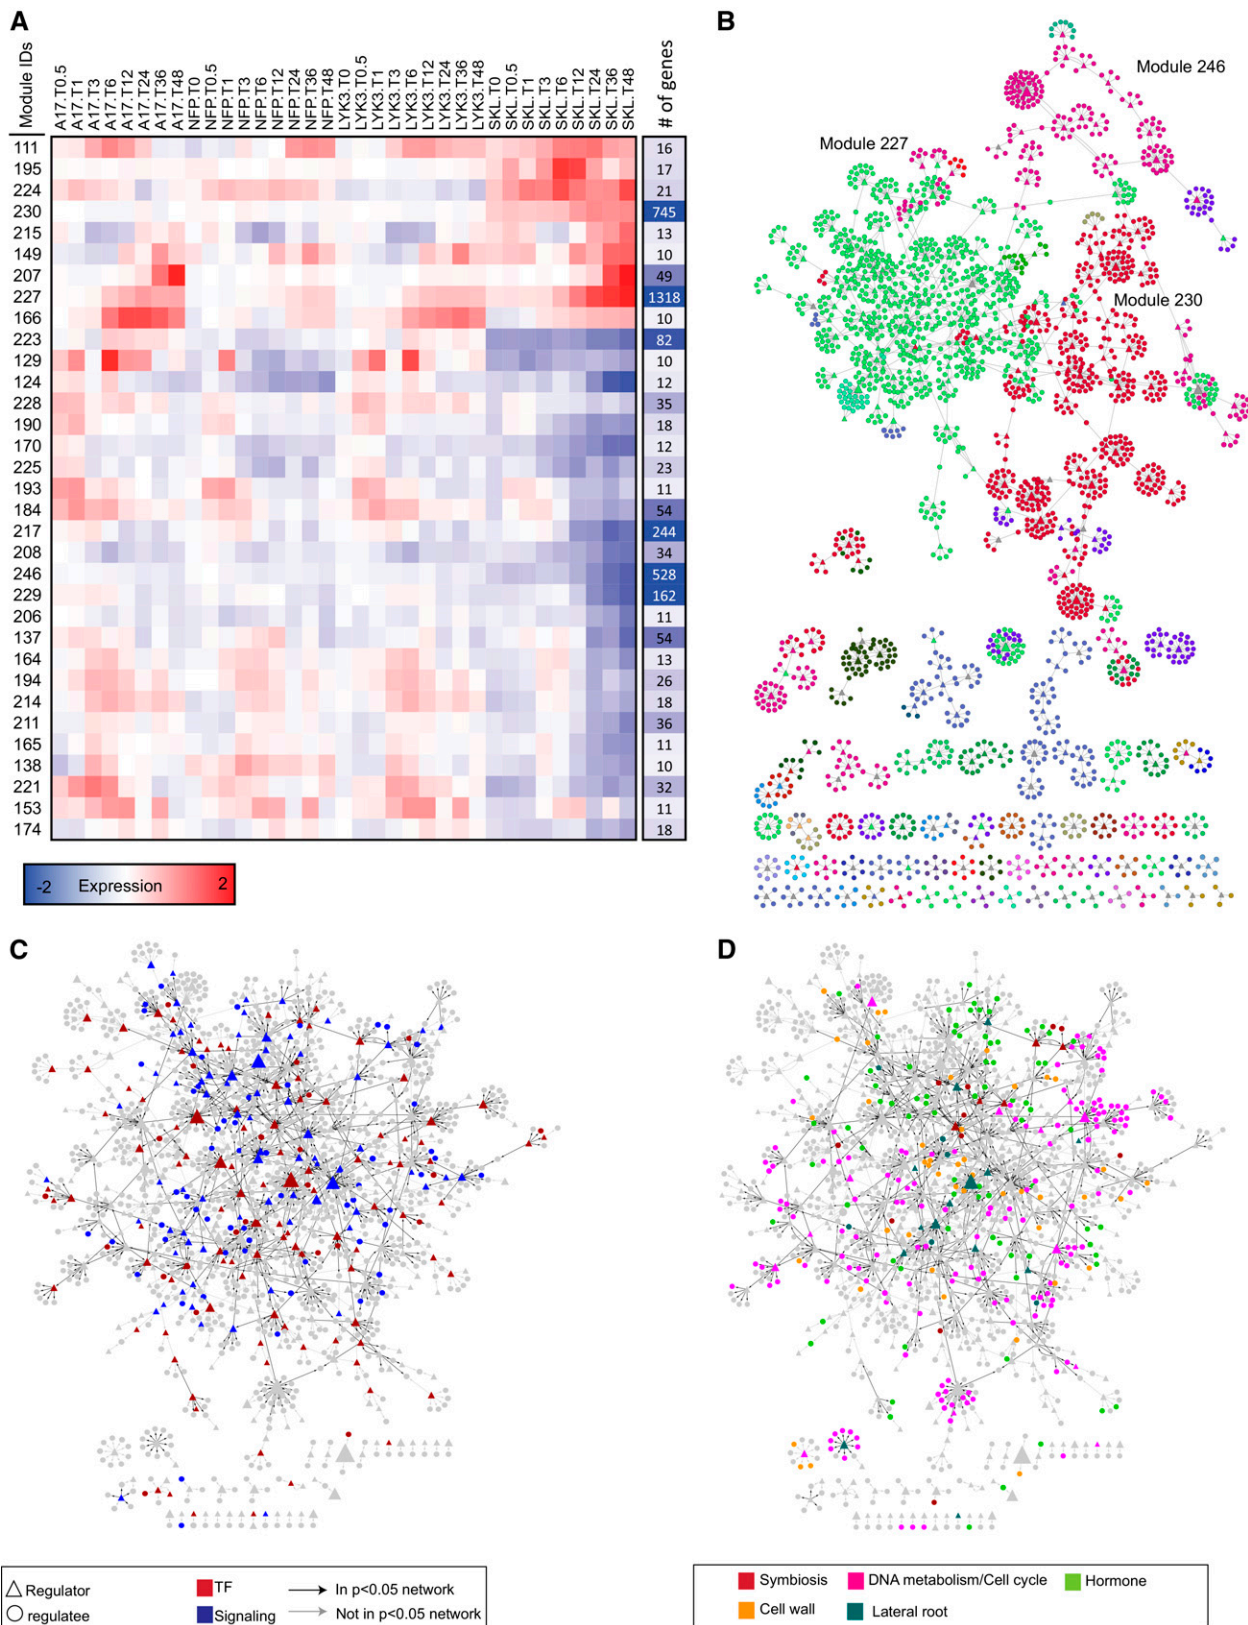 A
B
Module IDs
A17.T0.5
A17.T1
A17.T3
A17.T6
A17.T12
A17.T24
A17.T36
A17.T48
NFP.T0
NFP.T0.5
NFP.T1
NFP.T3
NFP.T6
NFP.T12
NFP.T24
NFP.T36
NFP.T48
LYK3.T0
LYK3.T0.5
LYK3.T1
LYK3.T3
LYK3.T6
LYK3.T12
LYK3.T24
LYK3.T36
LYK3.T48
SKL.T0
SKL.T0.5
SKL.T1
SKL.T3
SKL.T6
SKL.T12
SKL.T24
SKL.T36
SKL.T48
# of genes
111 16
195 17
224 21
230 745
215 13
149 10
207 49
227 1318
166 10
223 82
129 10
124 12
228 35
190 18
170 12
225 23
193 11
184 54
217 244
208 34
246 528
229 162
206 11
137 54
164 13
194 26
214 18
211 36
165 11
138 10
221 32
153 11
174 18
-2 Expression 2
Module 246
Module 227
Module 230
C
D
Regulator
regulatee
TF
Signaling
In p<0.05 network
Not in p<0.05 network
Symbiosis
DNA metabolism/Cell cycle
Hormone
Cell wall
Lateral root